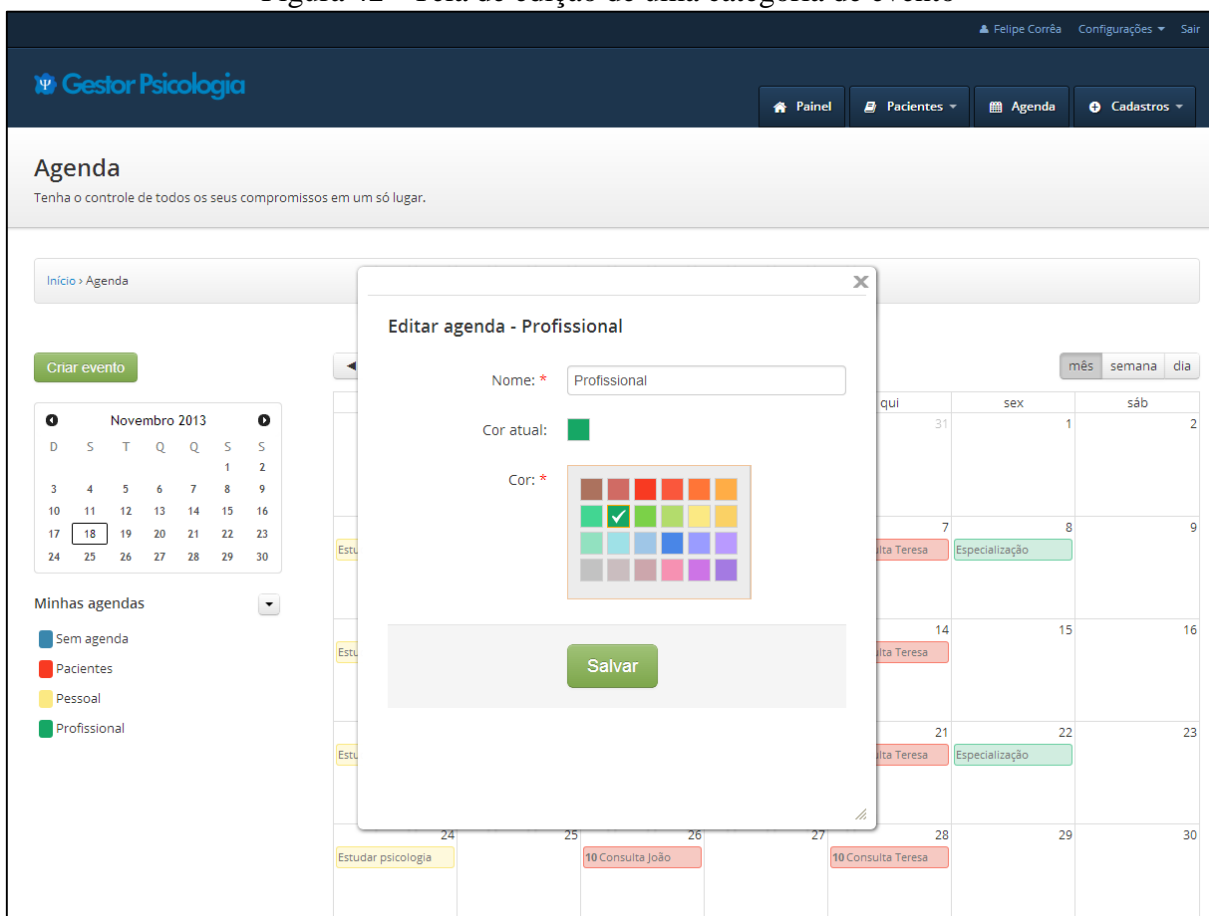 Felipe Corrêa Configurações Sair
Gestor Psicologia
Painel Pacientes Agenda Cadastros
Agenda
Tenha o controle de todos os seus compromissos em um só lugar.
Início › Agenda
Criar evento
Novembro 2013
D S T Q Q S S
1 2
3 4 5 6 7 8 9
10 11 12 13 14 15 16
17 18 19 20 21 22 23
24 25 26 27 28 29 30
Minhas agendas
Sem agenda
Pacientes
Pessoal
Profissional
Editar agenda - Profissional
Nome: * Profissional
Cor atual:
Cor: *
Salvar
mês semana dia
qui sex sáb
31 1 2
7 8 9
Teresa Especialização
14 15 16
Teresa
21 22 23
Teresa Especialização
24 25 26 27 28 29 30
Estudar psicologia 10 Consulta João 10 Consulta Teresa